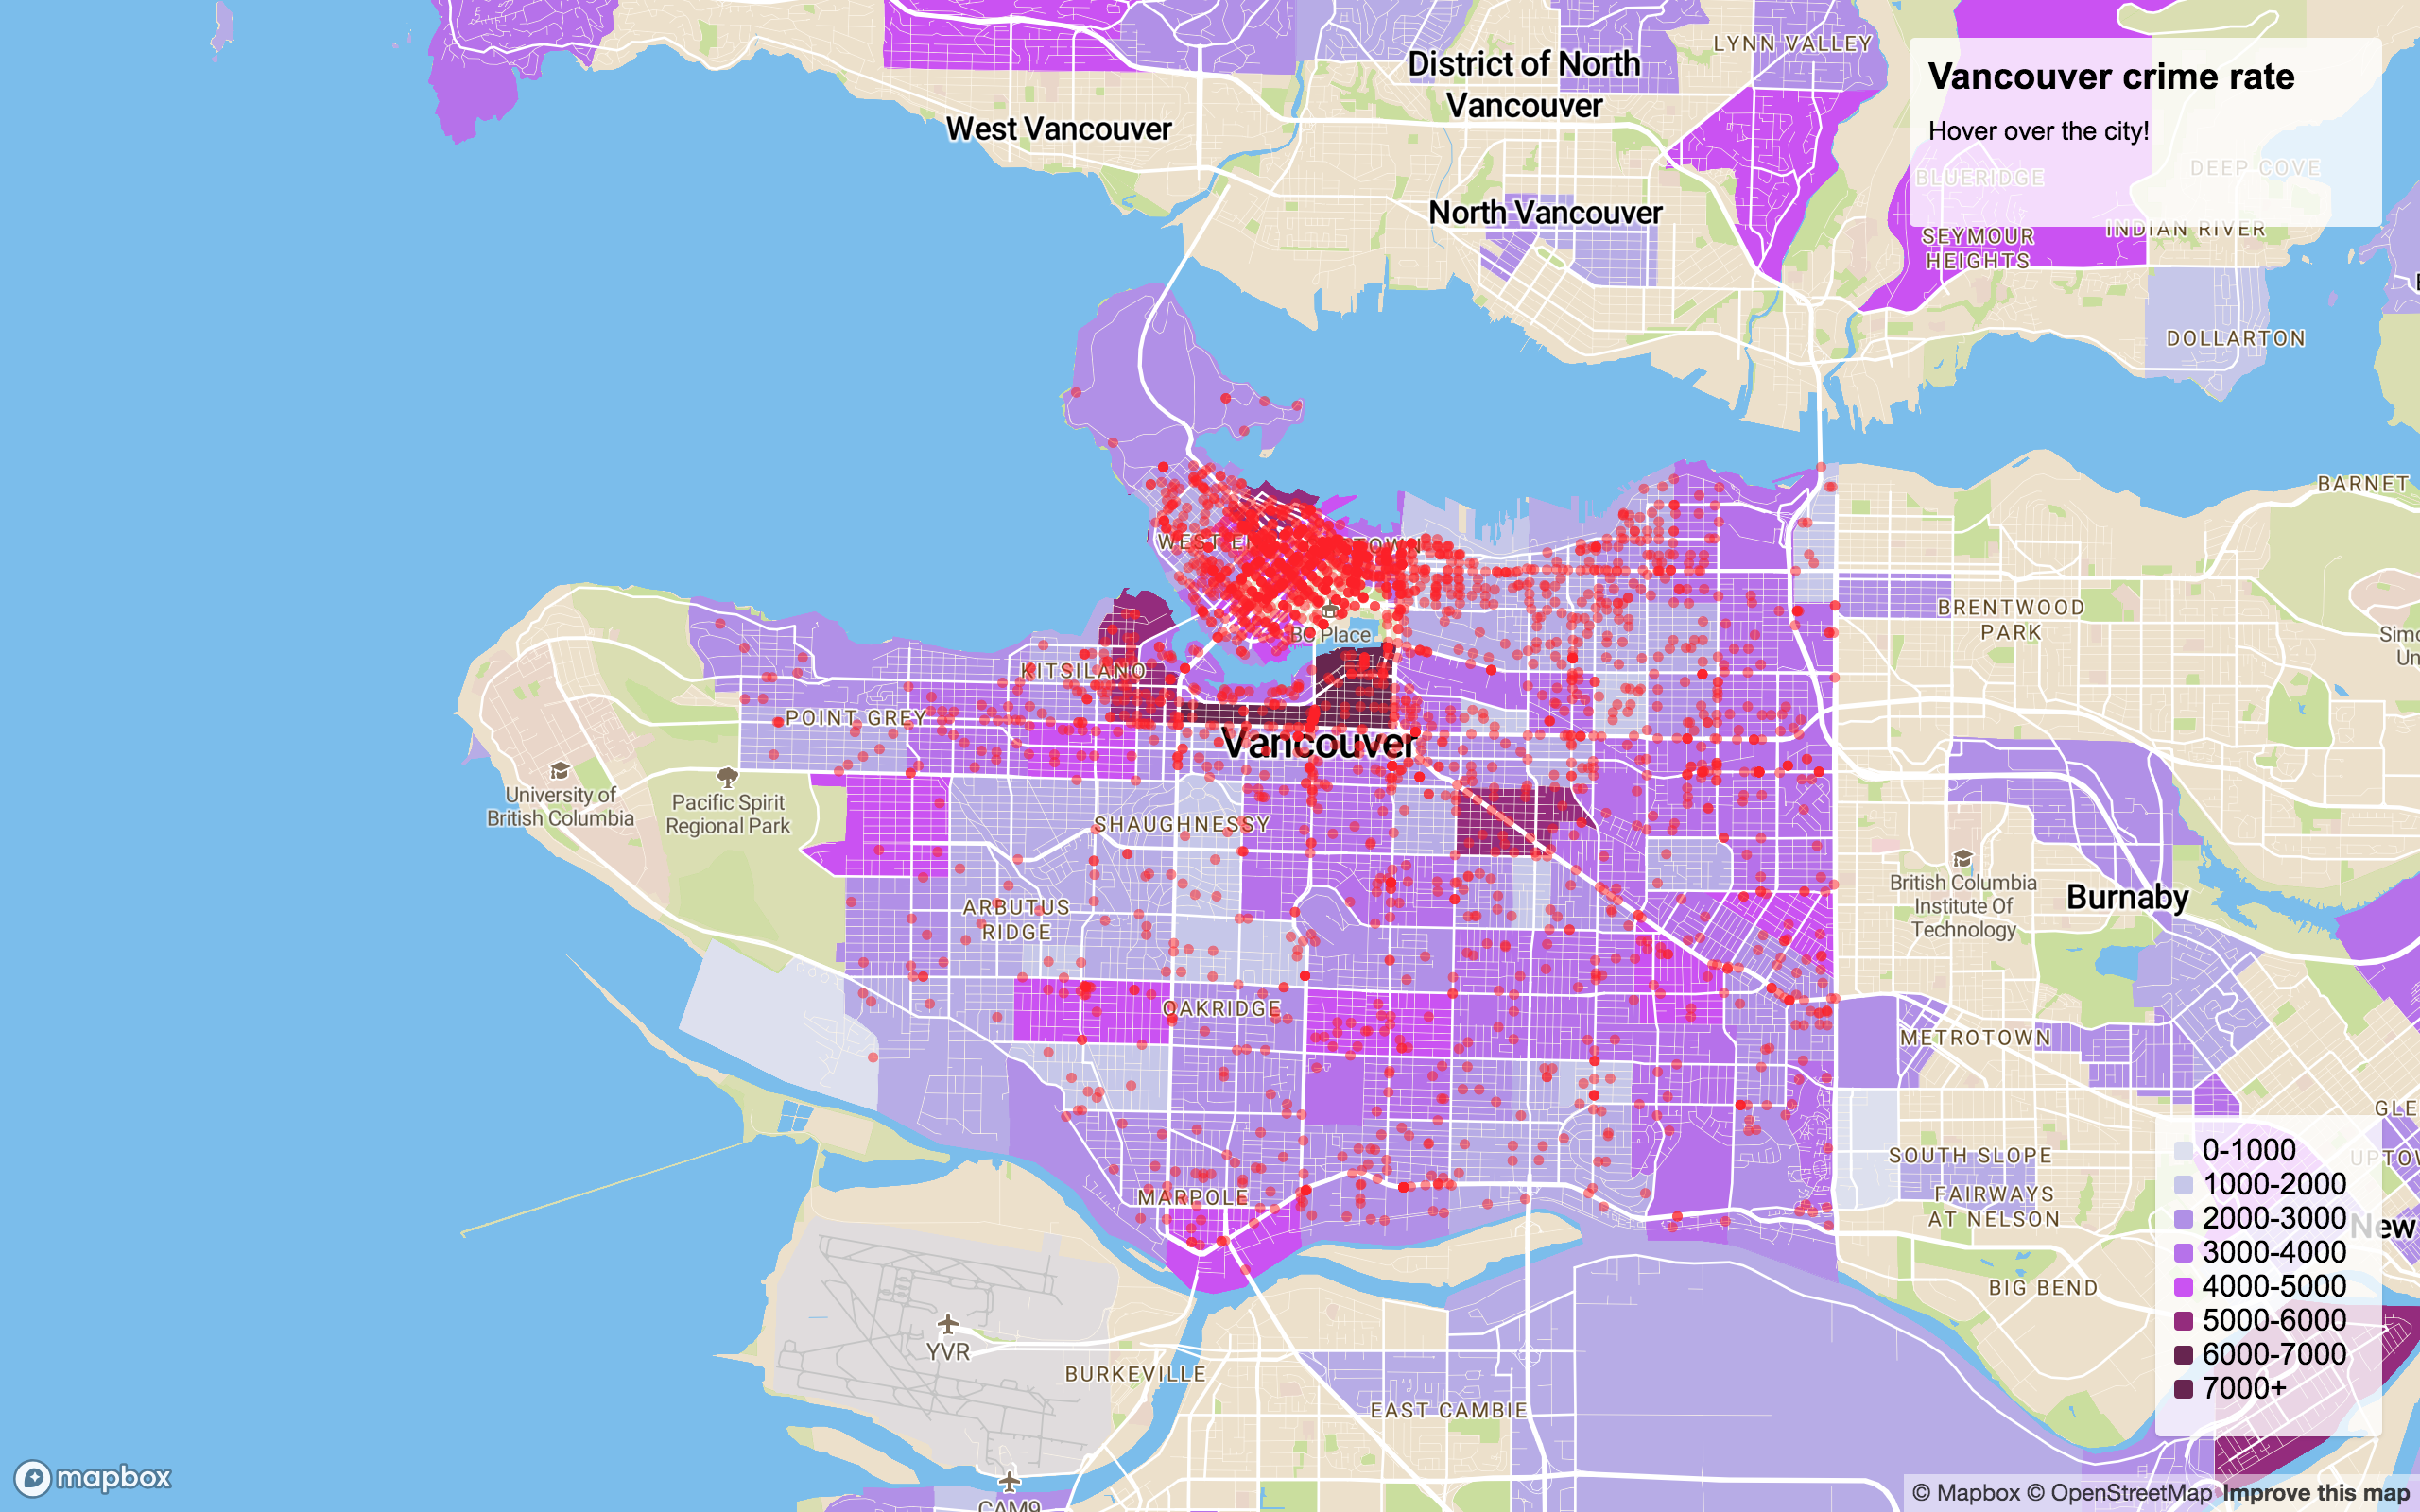 LYNN VALLEY
District of North
Vancouver
Vancouver crime rate
Hover over the city!
West Vancouver
BLUERIDGE
DEEP COVE
North Vancouver
SEYMOUR
HEIGHTS
INDIAN RIVER
DOLLARTON
BARNET
WEST E
TOWN
BRENTWOOD
PARK
BC Place
KITSILANO
POINT GREY
Vancouver
University of
British Columbia
Pacific Spirit
Regional Park
SHAUGHNESSY
British Columbia
Institute Of
Technology
Burnaby
ARBUTUS
RIDGE
OAKRIDGE
METROTOWN
GLE
0-1000
SOUTH SLOPE
UPTOW
1000-2000
MARPOLE
FAIRWAYS
AT NELSON
2000-3000
New
3000-4000
BIG BEND
4000-5000
5000-6000
YVR
6000-7000
BURKEVILLE
7000+
EAST CAMBIE
mapbox
CAM9
© Mapbox © OpenStreetMap Improve this map